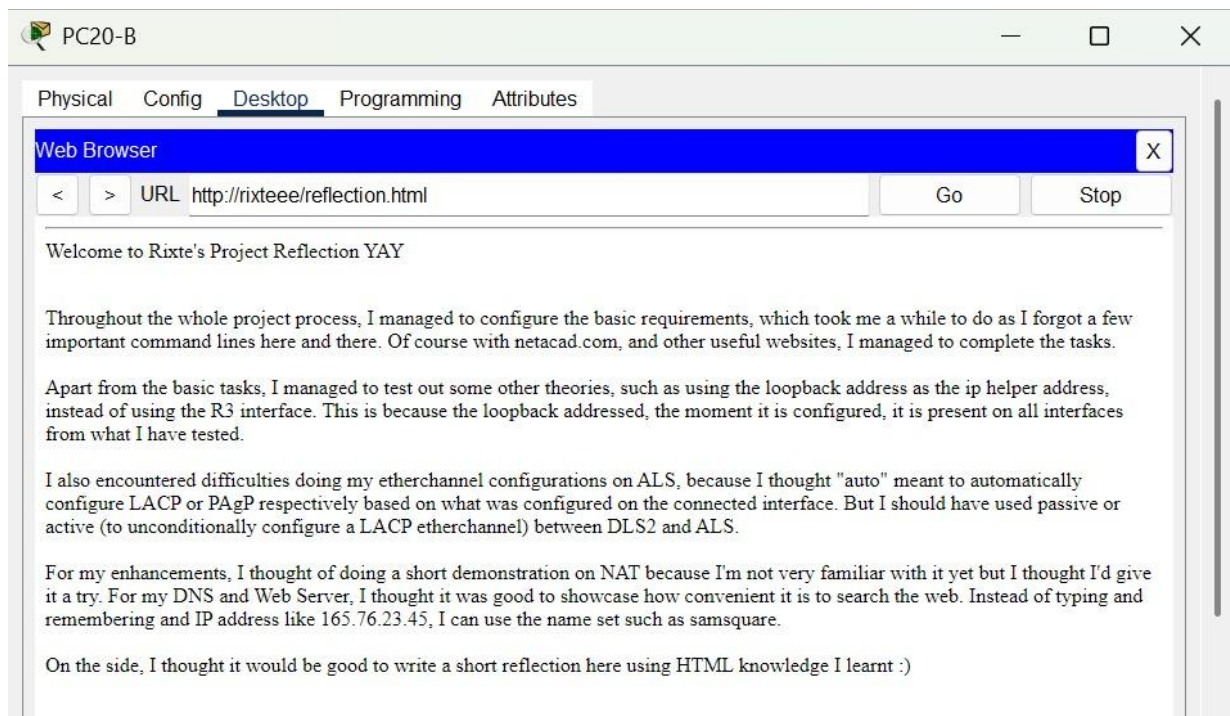 PC20-B
Physical Config Desktop Programming Attributes
Web Browser X
< > URL http://rixteee/reflection.html Go Stop
Welcome to Rixte's Project Reflection YAY
Throughout the whole project process, I managed to configure the basic requirements, which took me a while to do as I forgot a few
important command lines here and there. Of course with netacad.com, and other useful websites, I managed to complete the tasks.
Apart from the basic tasks, I managed to test out some other theories, such as using the loopback address as the ip helper address,
instead of using the R3 interface. This is because the loopback addressed, the moment it is configured, it is present on all interfaces
from what I have tested.
I also encountered difficulties doing my etherchannel configurations on ALS, because I thought "auto" meant to automatically
configure LACP or PAgP respectively based on what was configured on the connected interface. But I should have used passive or
active (to unconditionally configure a LACP etherchannel) between DLS2 and ALS.
For my enhancements, I thought of doing a short demonstration on NAT because I'm not very familiar with it yet but I thought I'd give
it a try. For my DNS and Web Server, I thought it was good to showcase how convenient it is to search the web. Instead of typing and
remembering and IP address like 165.76.23.45, I can use the name set such as samsquare.
On the side, I thought it would be good to write a short reflection here using HTML knowledge I learnt :)